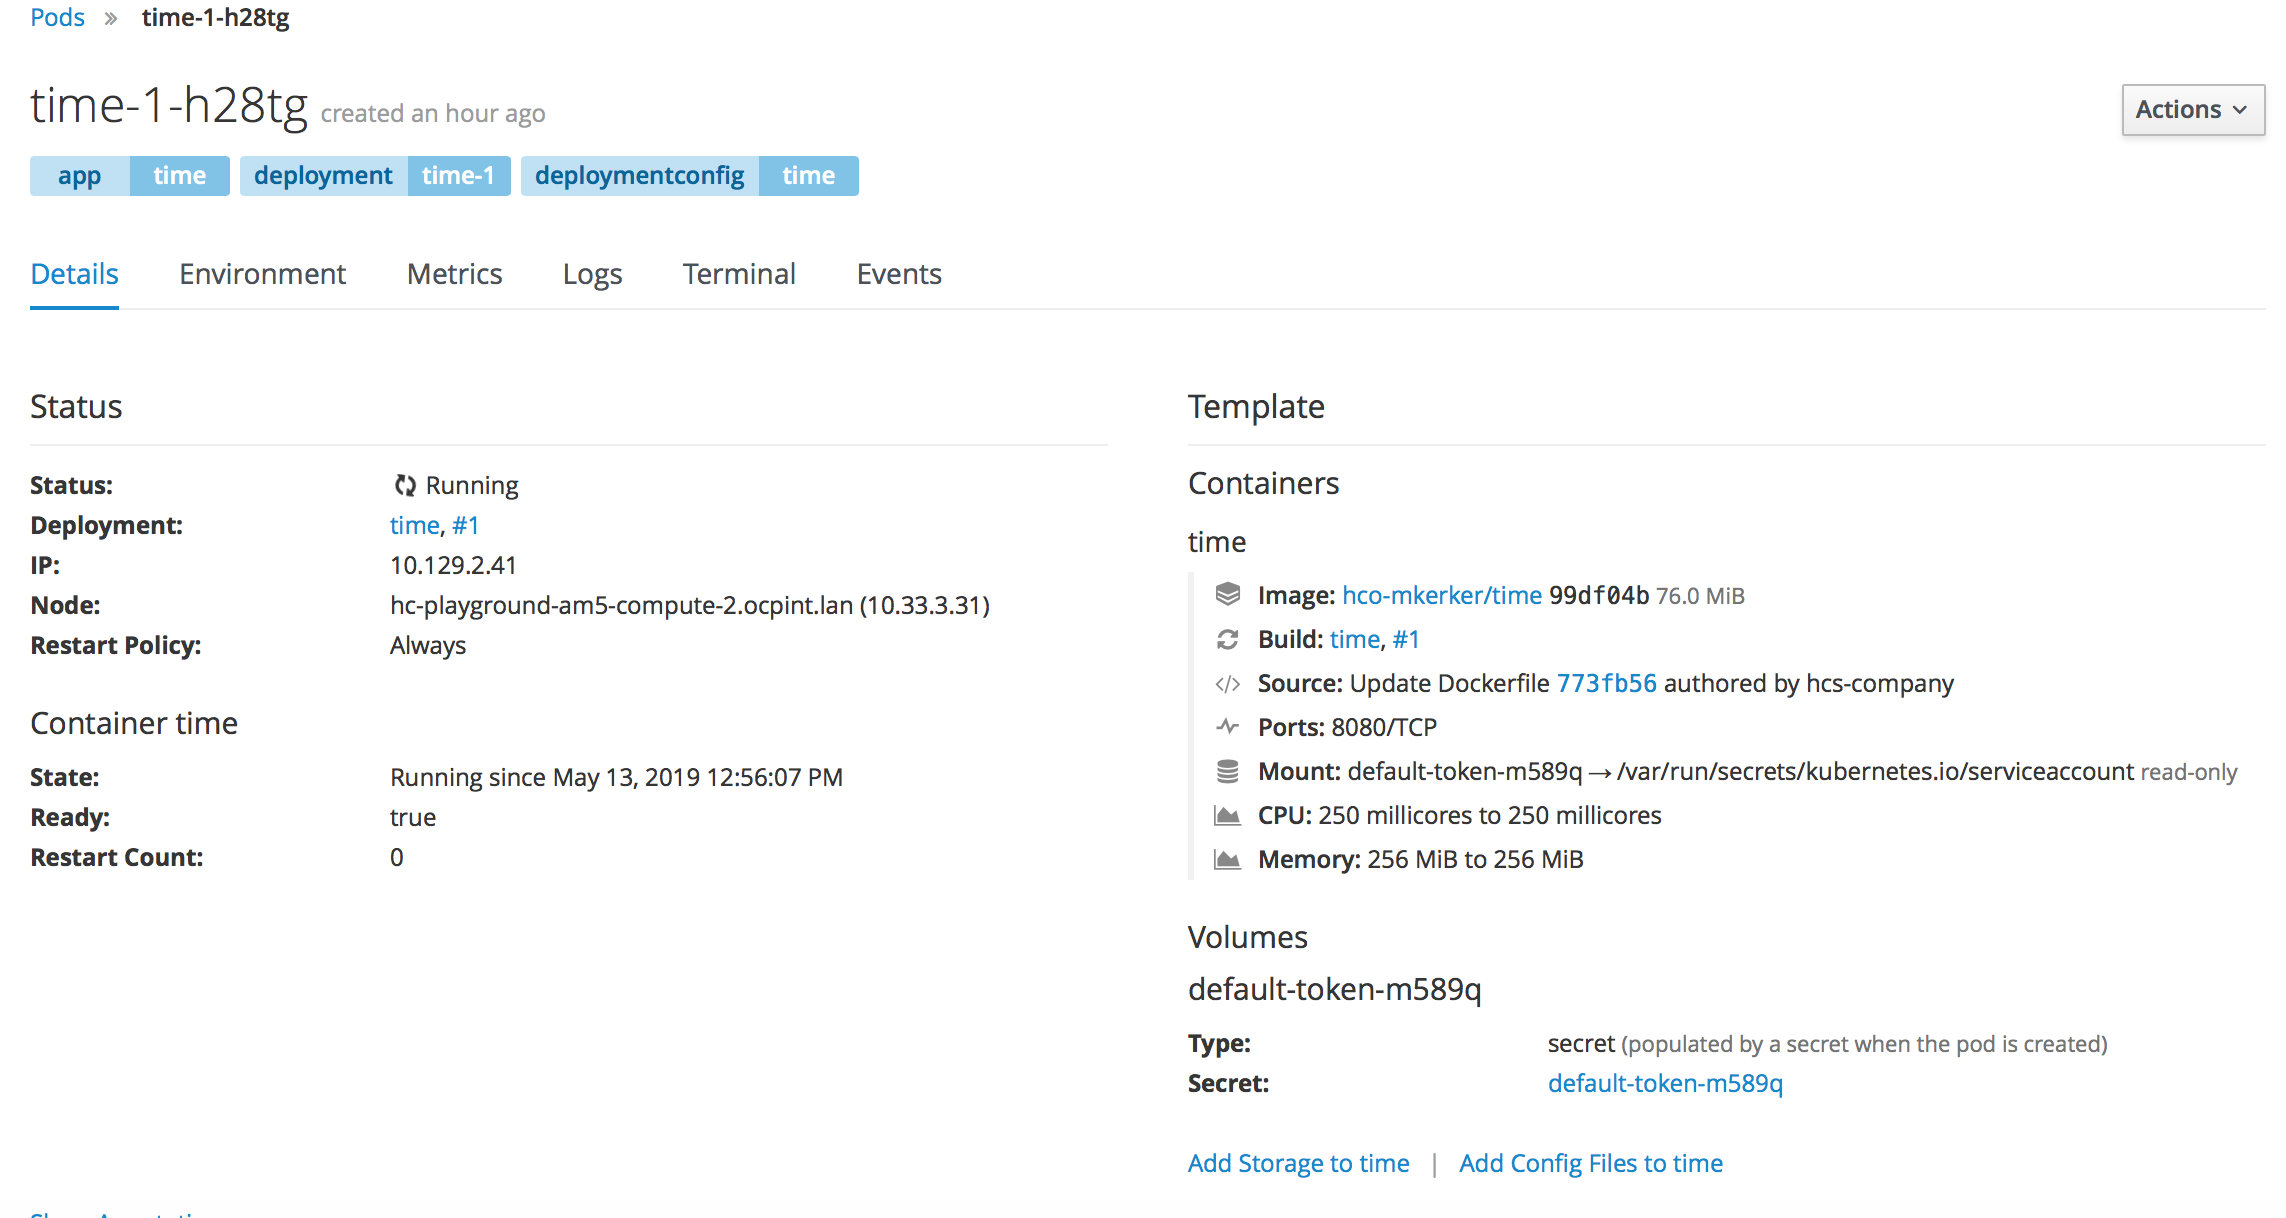 Pods » time-1-h28tg
time-1-h28tg created an hour ago
Actions
app time deployment time-1 deploymentconfig time
Details Environment Metrics Logs Terminal Events
Status
Status: Running
Deployment: time, #1
IP: 10.129.2.41
Node: hc-playground-am5-compute-2.ocpint.lan (10.33.3.31)
Restart Policy: Always
Container time
State: Running since May 13, 2019 12:56:07 PM
Ready: true
Restart Count: 0
Template
Containers
time
Image: hco-mkerker/time 99df04b 76.0 MiB
Build: time, #1
</> Source: Update Dockerfile 773fb56 authored by hcs-company
Ports: 8080/TCP
Mount: default-token-m589q → /var/run/secrets/kubernetes.io/serviceaccount read-only
CPU: 250 millicores to 250 millicores
Memory: 256 MiB to 256 MiB
Volumes
default-token-m589q
Type: secret (populated by a secret when the pod is created)
Secret: default-token-m589q
Add Storage to time | Add Config Files to time